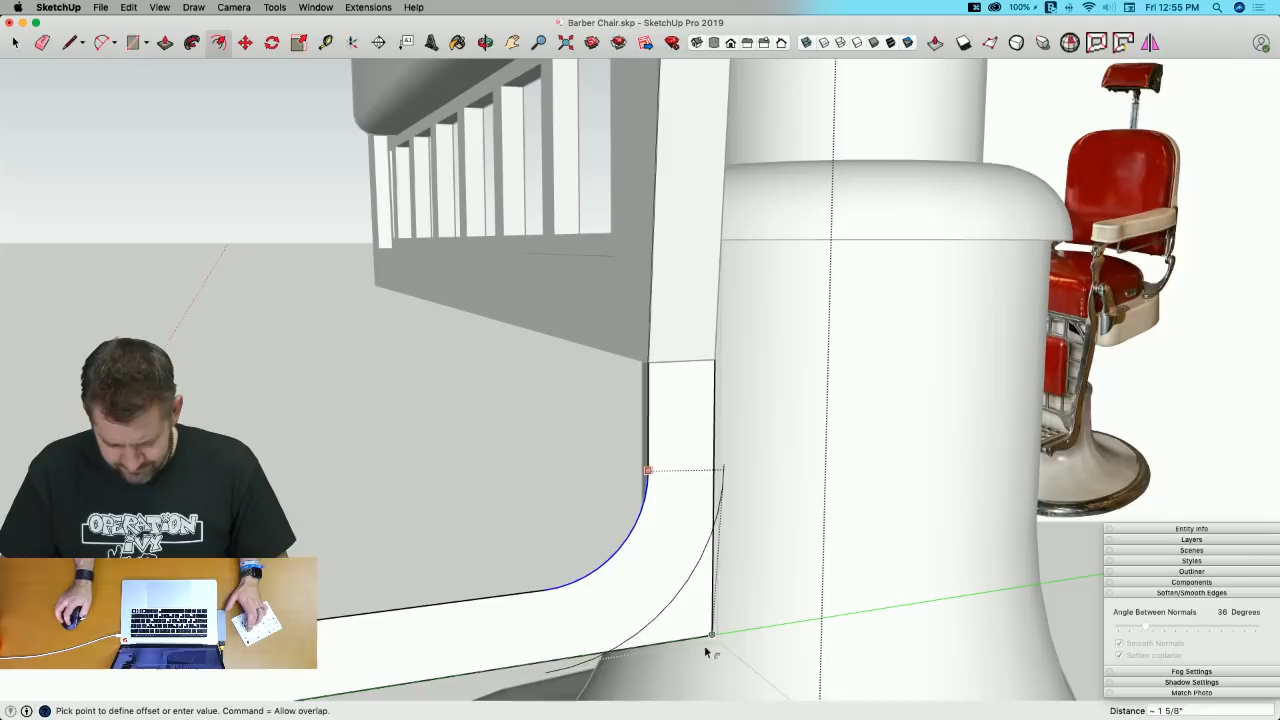 SketchUp File Edit View Draw Camera Tools Window Extensions Help
100% Fri 12:55 PM
Barber Chair.skp - SketchUp Pro 2019
A1
OPERATION
IVY
Entity Info
Layers
Scenes
Styles
Outliner
Components
Soften/Smooth Edges
Angle Between Normals 36 Degrees
Smooth Normals
Soften coplanar
Fog Settings
Shadow Settings
Match Photo
Pick point to define offset or enter value. Command = Allow overlap.
Distance ~ 1 5/8"